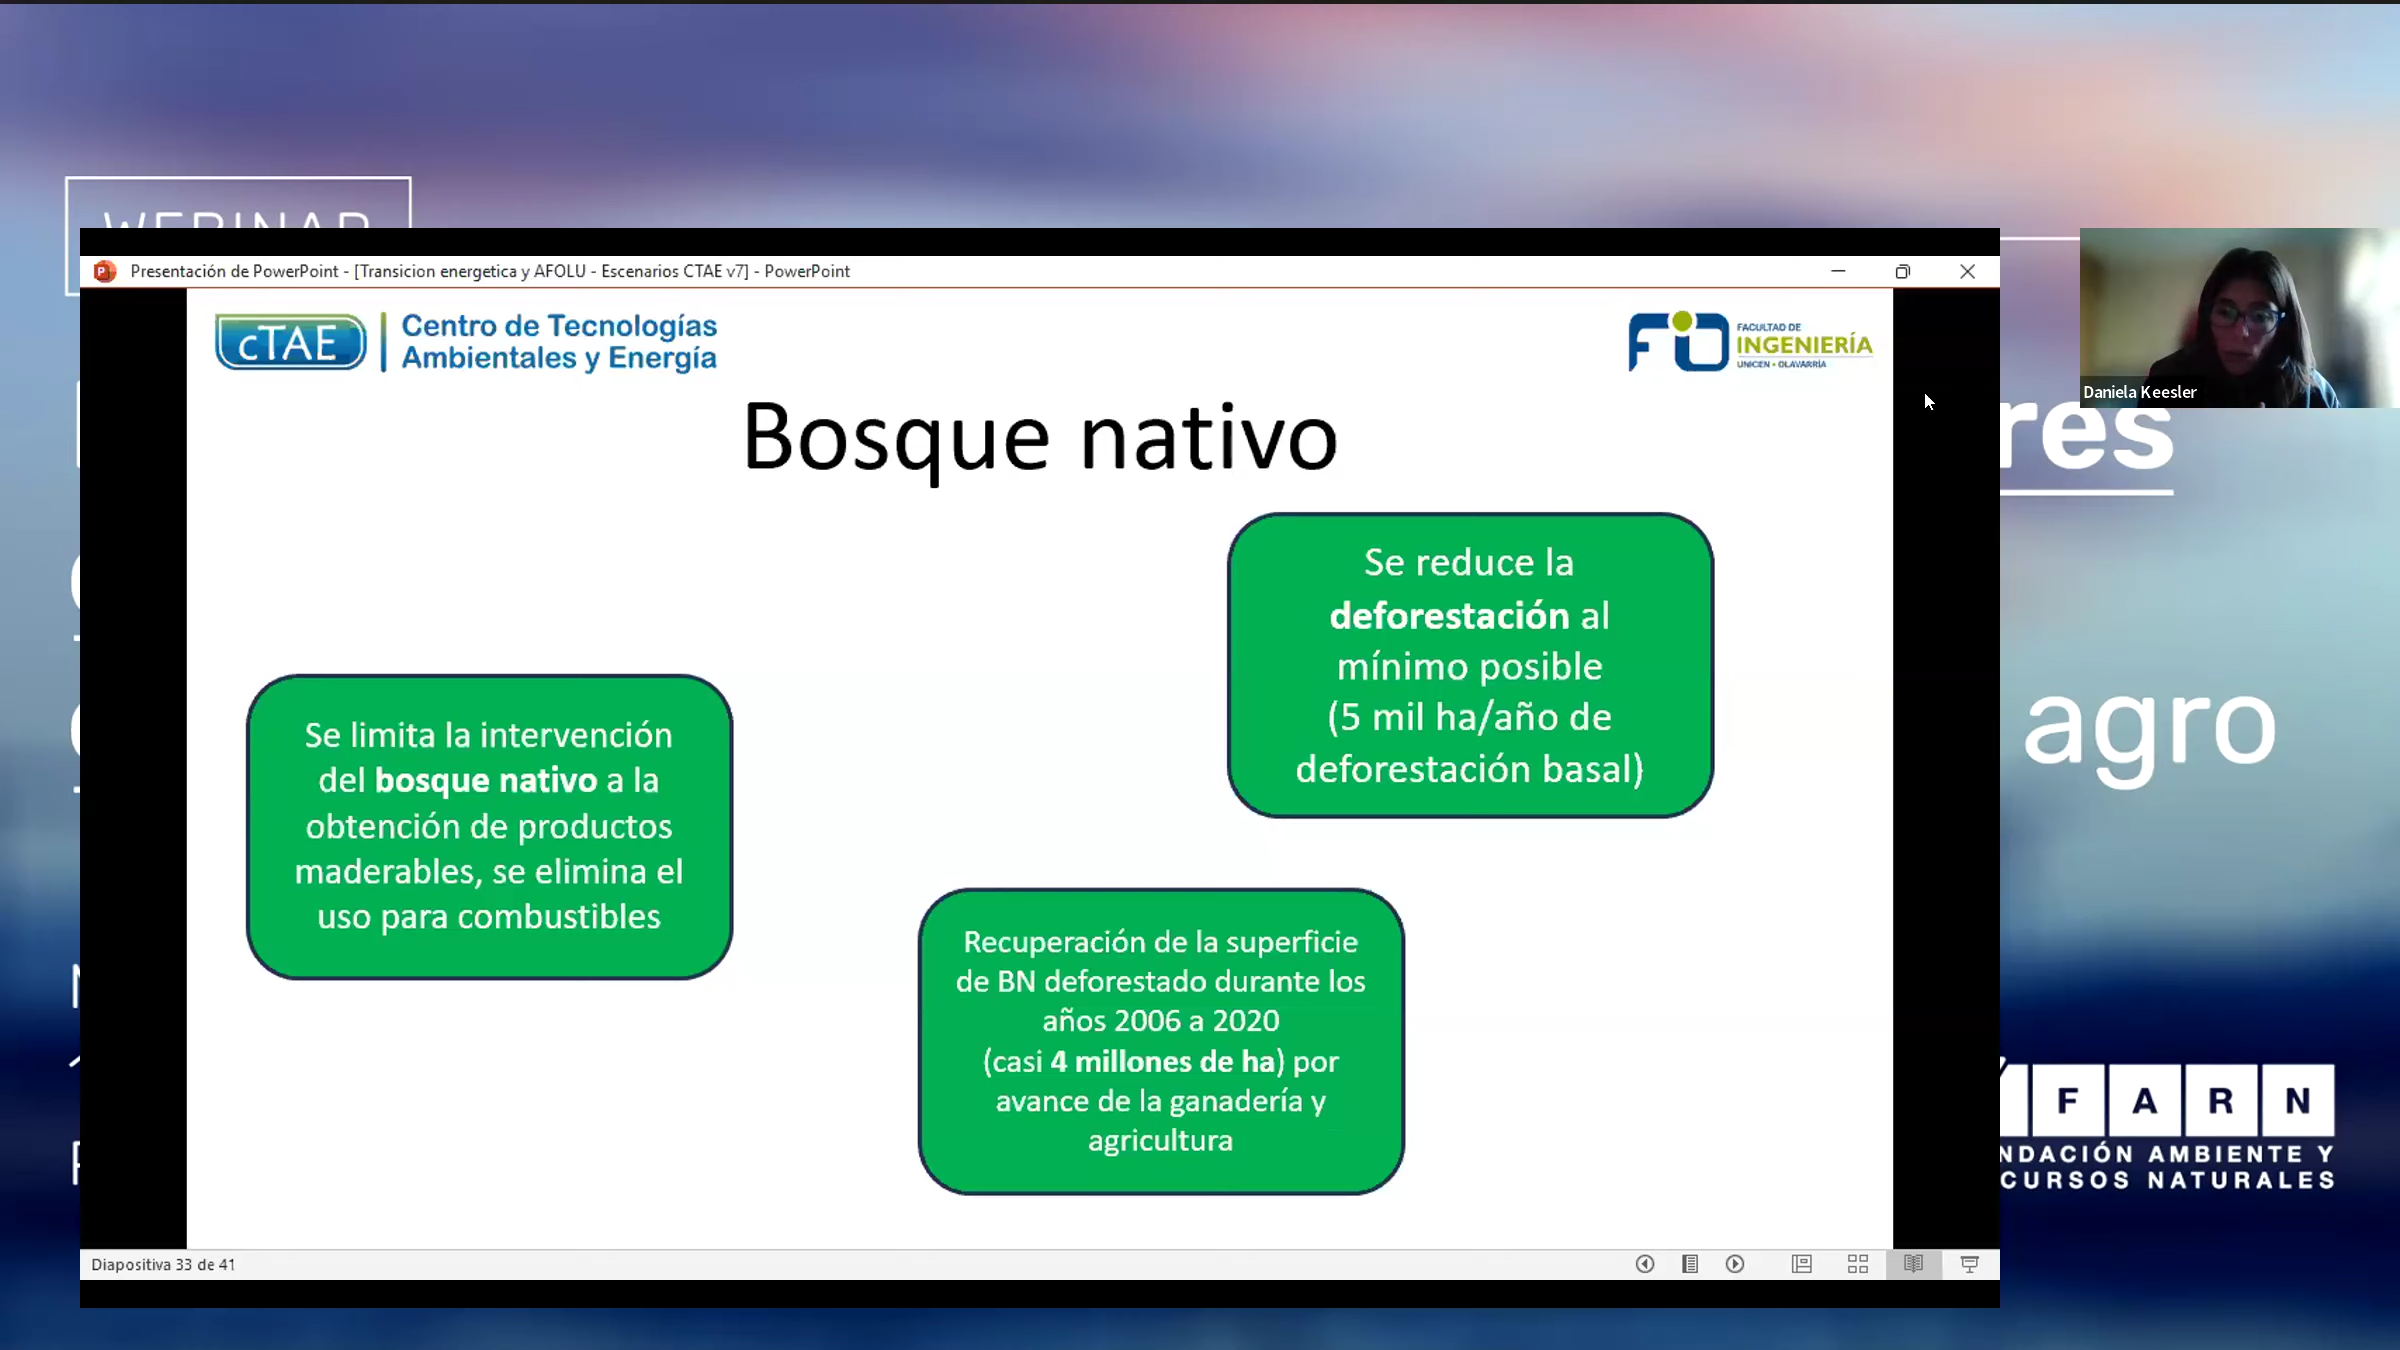 WEBINAR
Presentación de PowerPoint - [Transicion energetica y AFOLU - Escenarios CTAE v7] - PowerPoint
cTAE
Centro de Tecnologías
Ambientales y Energía
FIO
FACULTAD DE
INGENIERÍA
UNICEN • OLAVARRÍA
Daniela Keesler
Bosque nativo
Se reduce la
deforestación al
mínimo posible
(5 mil ha/año de
deforestación basal)
Se limita la intervención
del bosque nativo a la
obtención de productos
maderables, se elimina el
uso para combustibles
Recuperación de la superficie
de BN deforestado durante los
años 2006 a 2020
(casi 4 millones de ha) por
avance de la ganadería y
agricultura
res
agro
FARN
NDACIÓN AMBIENTE Y
CURSOS NATURALES
Diapositiva 33 de 41